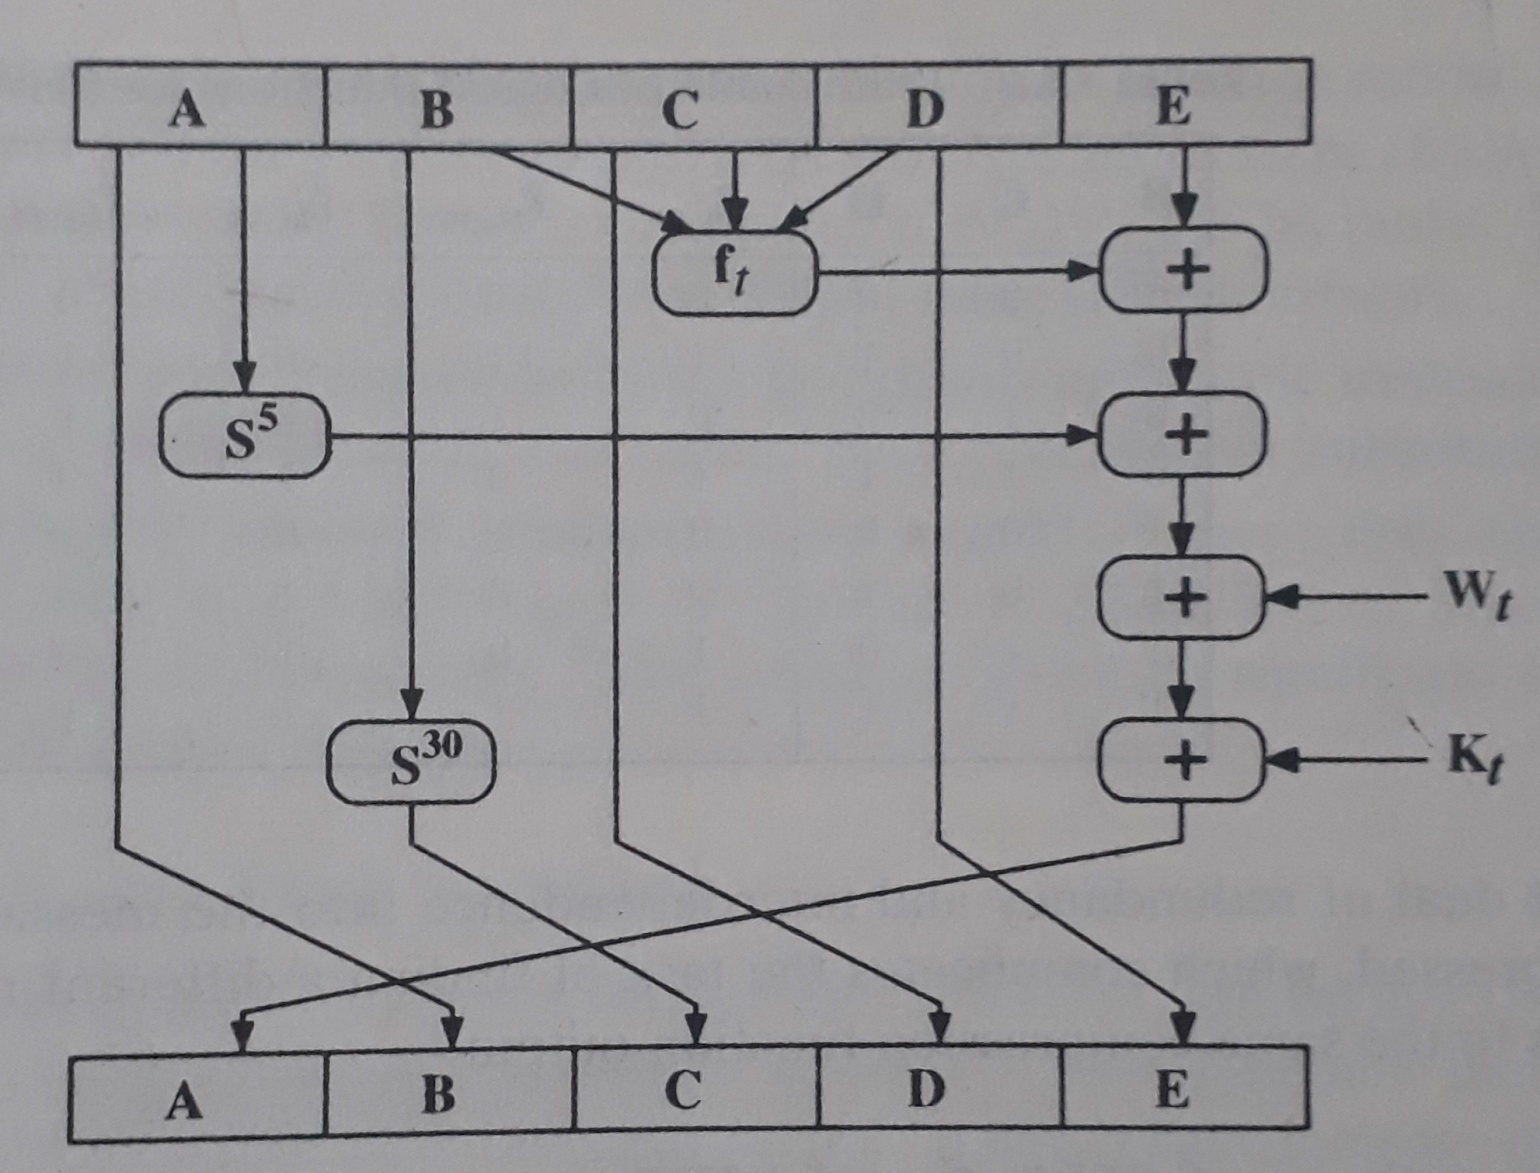 A B C D E
f_t +
S^5 +
+ W_t
S^30 + K_t
A B C D E